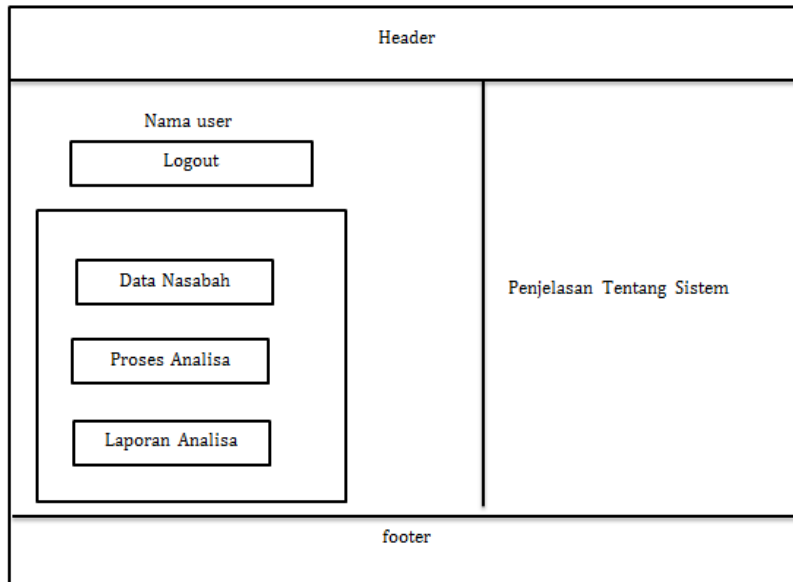 Header
Nama user
Logout
Data Nasabah
Proses Analisa
Laporan Analisa
Penjelasan Tentang Sistem
footer